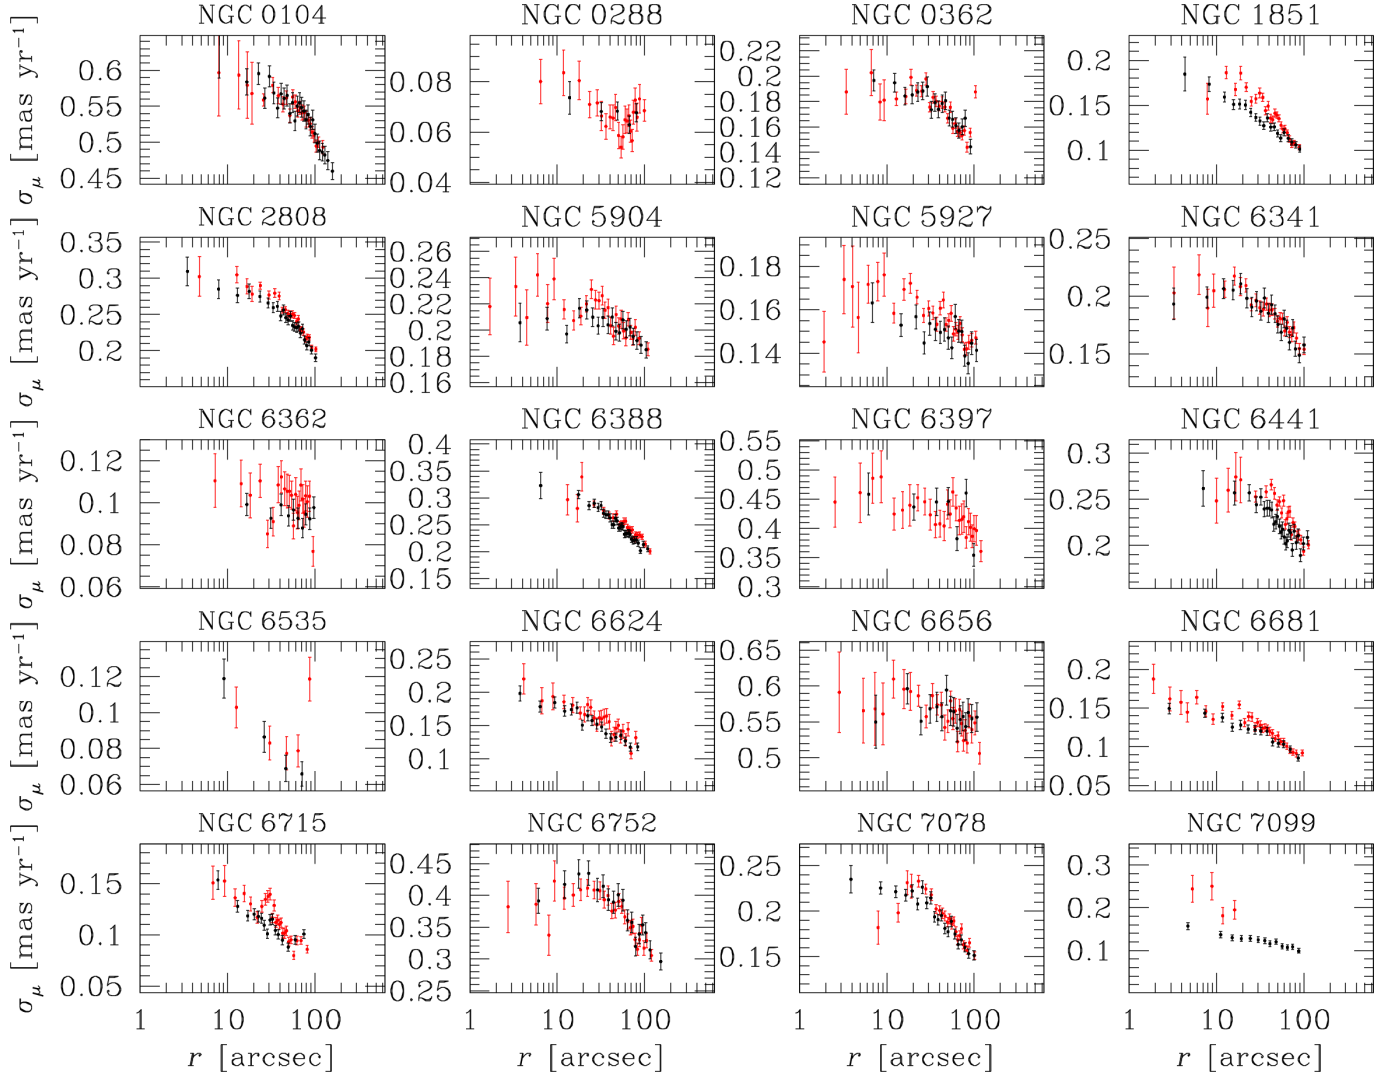 NGC 0104 NGC 0288 NGC 0362 NGC 1851
σμ [mas yr⁻¹] 0.6 0.55 0.5 0.45
0.08 0.06 0.04
0.22 0.2 0.18 0.16 0.14 0.12
0.2 0.15 0.1
NGC 2808 NGC 5904 NGC 5927 NGC 6341
σμ [mas yr⁻¹] 0.35 0.3 0.25 0.2
0.26 0.24 0.22 0.2 0.18 0.16
0.18 0.16 0.14
0.25 0.2 0.15
NGC 6362 NGC 6388 NGC 6397 NGC 6441
σμ [mas yr⁻¹] 0.12 0.1 0.08 0.06
0.4 0.35 0.3 0.25 0.2 0.15
0.55 0.5 0.45 0.4 0.35 0.3
0.3 0.25 0.2
NGC 6535 NGC 6624 NGC 6656 NGC 6681
σμ [mas yr⁻¹] 0.12 0.1 0.08 0.06
0.25 0.2 0.15 0.1
0.65 0.6 0.55 0.5
0.2 0.15 0.1 0.05
NGC 6715 NGC 6752 NGC 7078 NGC 7099
σμ [mas yr⁻¹] 0.15 0.1 0.05
0.45 0.4 0.35 0.3 0.25
0.25 0.2 0.15
0.3 0.2 0.1
1 10 100 1 10 100 1 10 100 1 10 100
r [arcsec] r [arcsec] r [arcsec] r [arcsec]